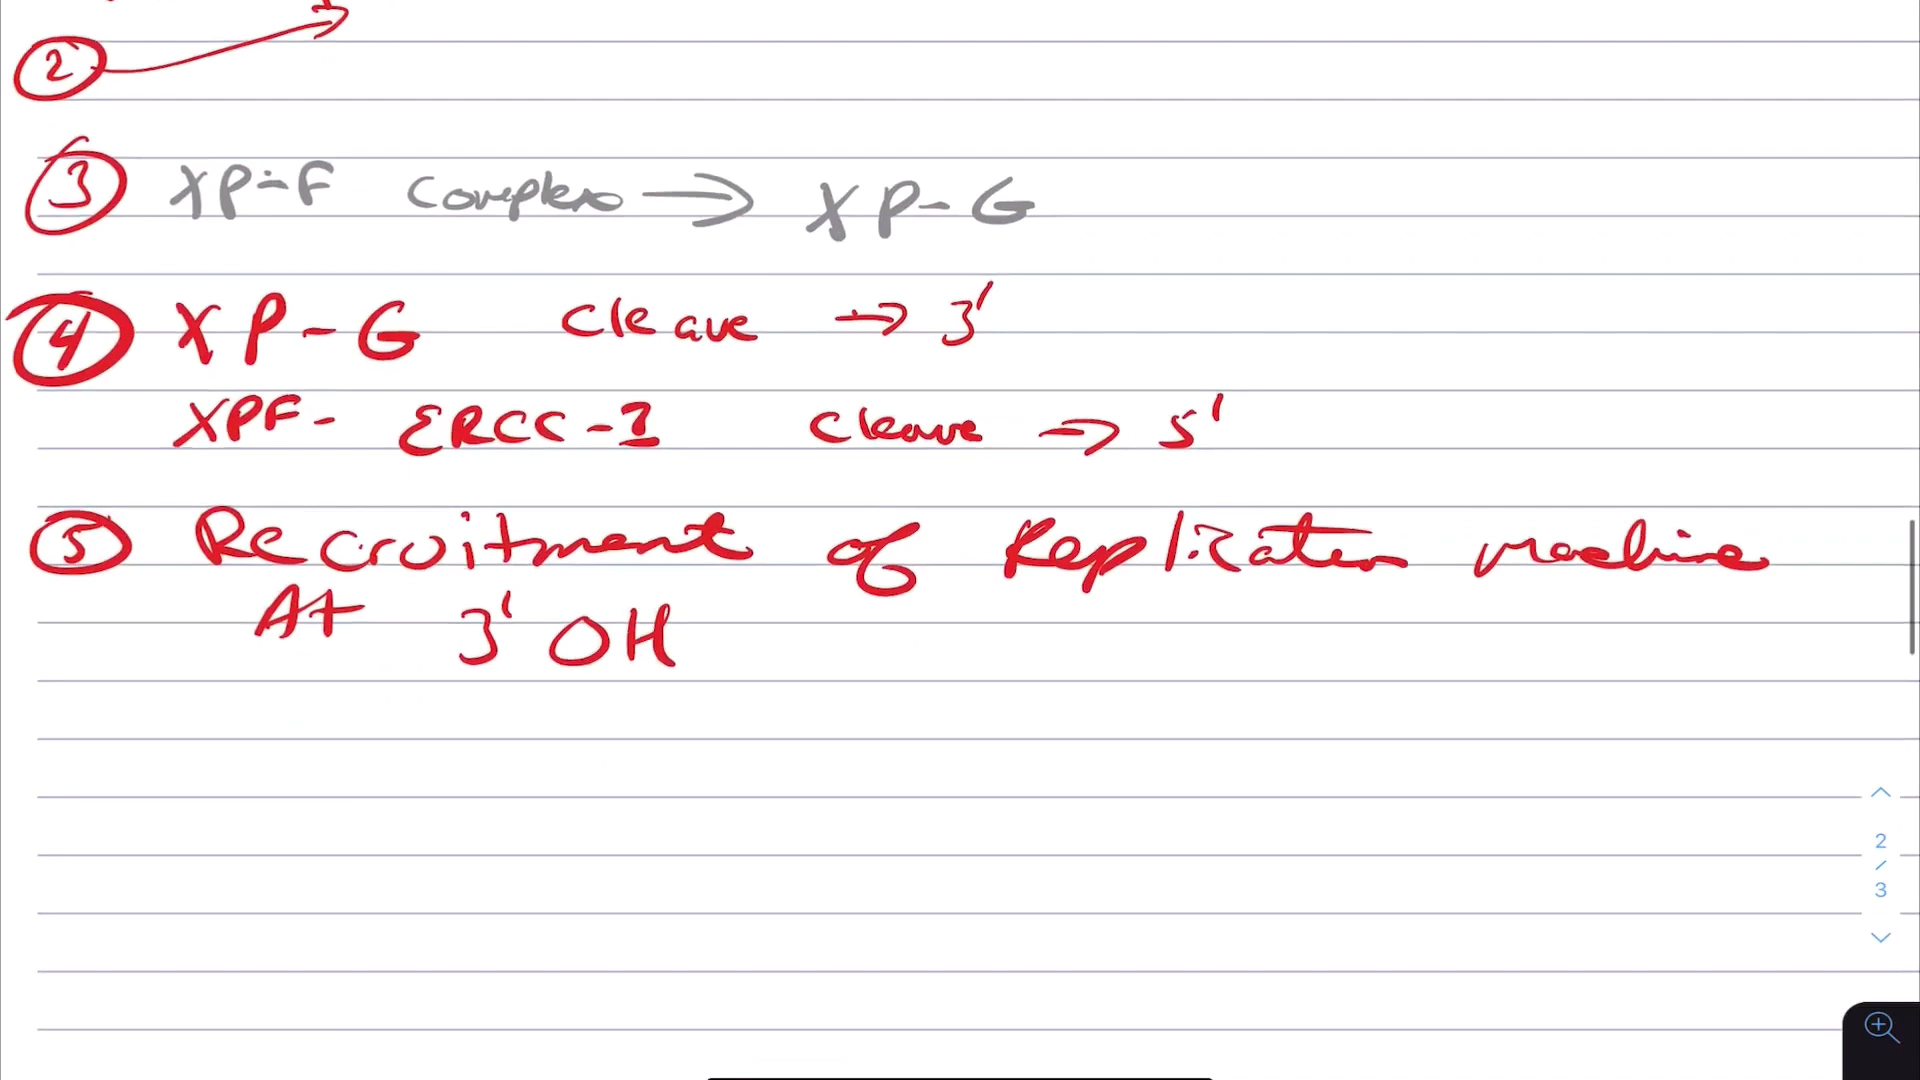 2
3 XP-F Complex → XP-G
4 XP-G cleave → 3'
XPF- ERCC-1 cleave → 5'
5 Recruitment of Replication machine
At 3' OH
2
/
3